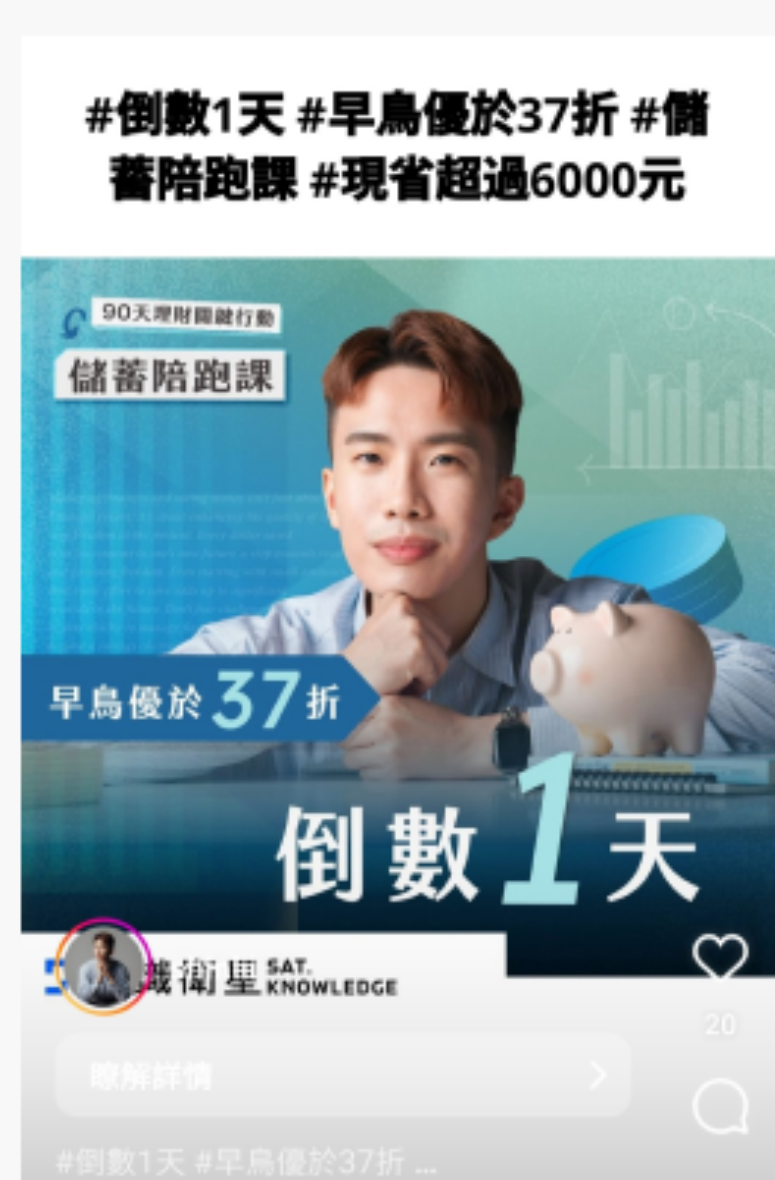 #倒數1天 #早鳥優於37折 #儲
蓄陪跑課 #現省超過6000元
90天理財關鍵行動
儲蓄陪跑課
早鳥優於37折
倒數1天
識衛星 SAT.
KNOWLEDGE
20
瞭解詳情
#倒數1天 #早鳥優於37折 ...